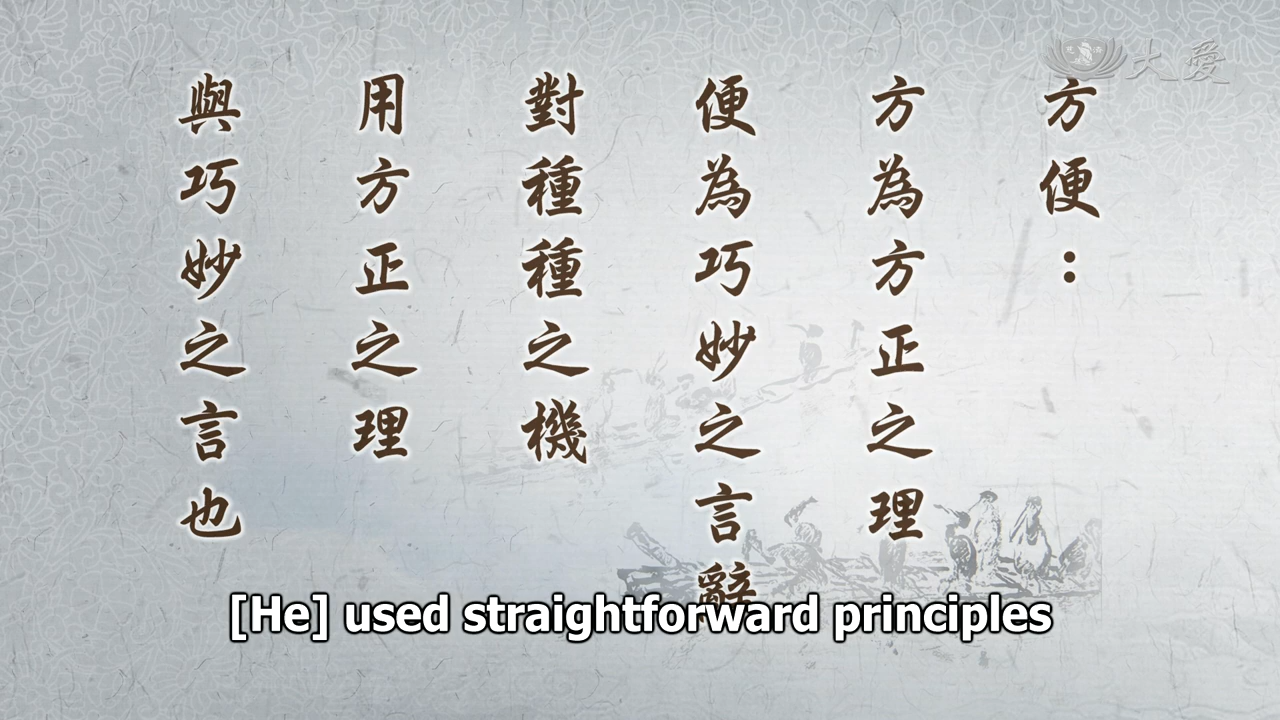 大愛
方便：
方為方正之理
便為巧妙之言辭
對種種之機
用方正之理
與巧妙之言也
[He] used straightforward principles